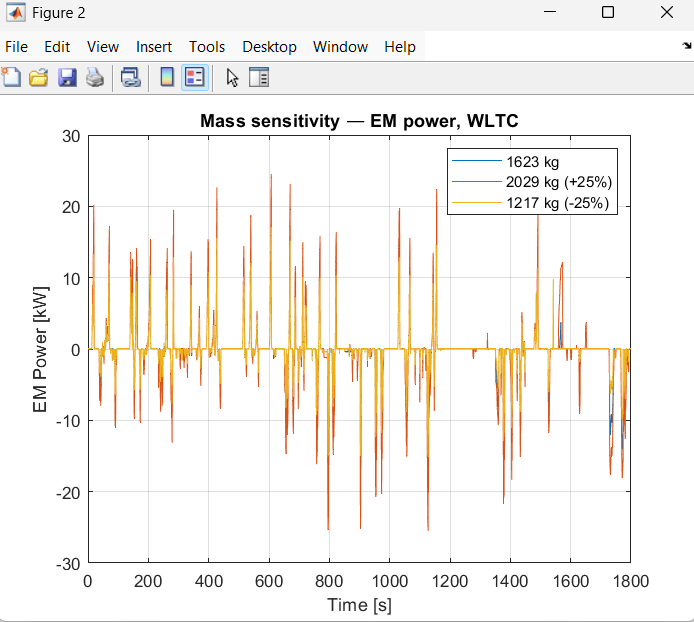 Figure 2
File Edit View Insert Tools Desktop Window Help
Mass sensitivity — EM power, WLTC
1623 kg
2029 kg (+25%)
1217 kg (-25%)
30
20
10
0
-10
-20
-30
EM Power [kW]
0 200 400 600 800 1000 1200 1400 1600 1800
Time [s]